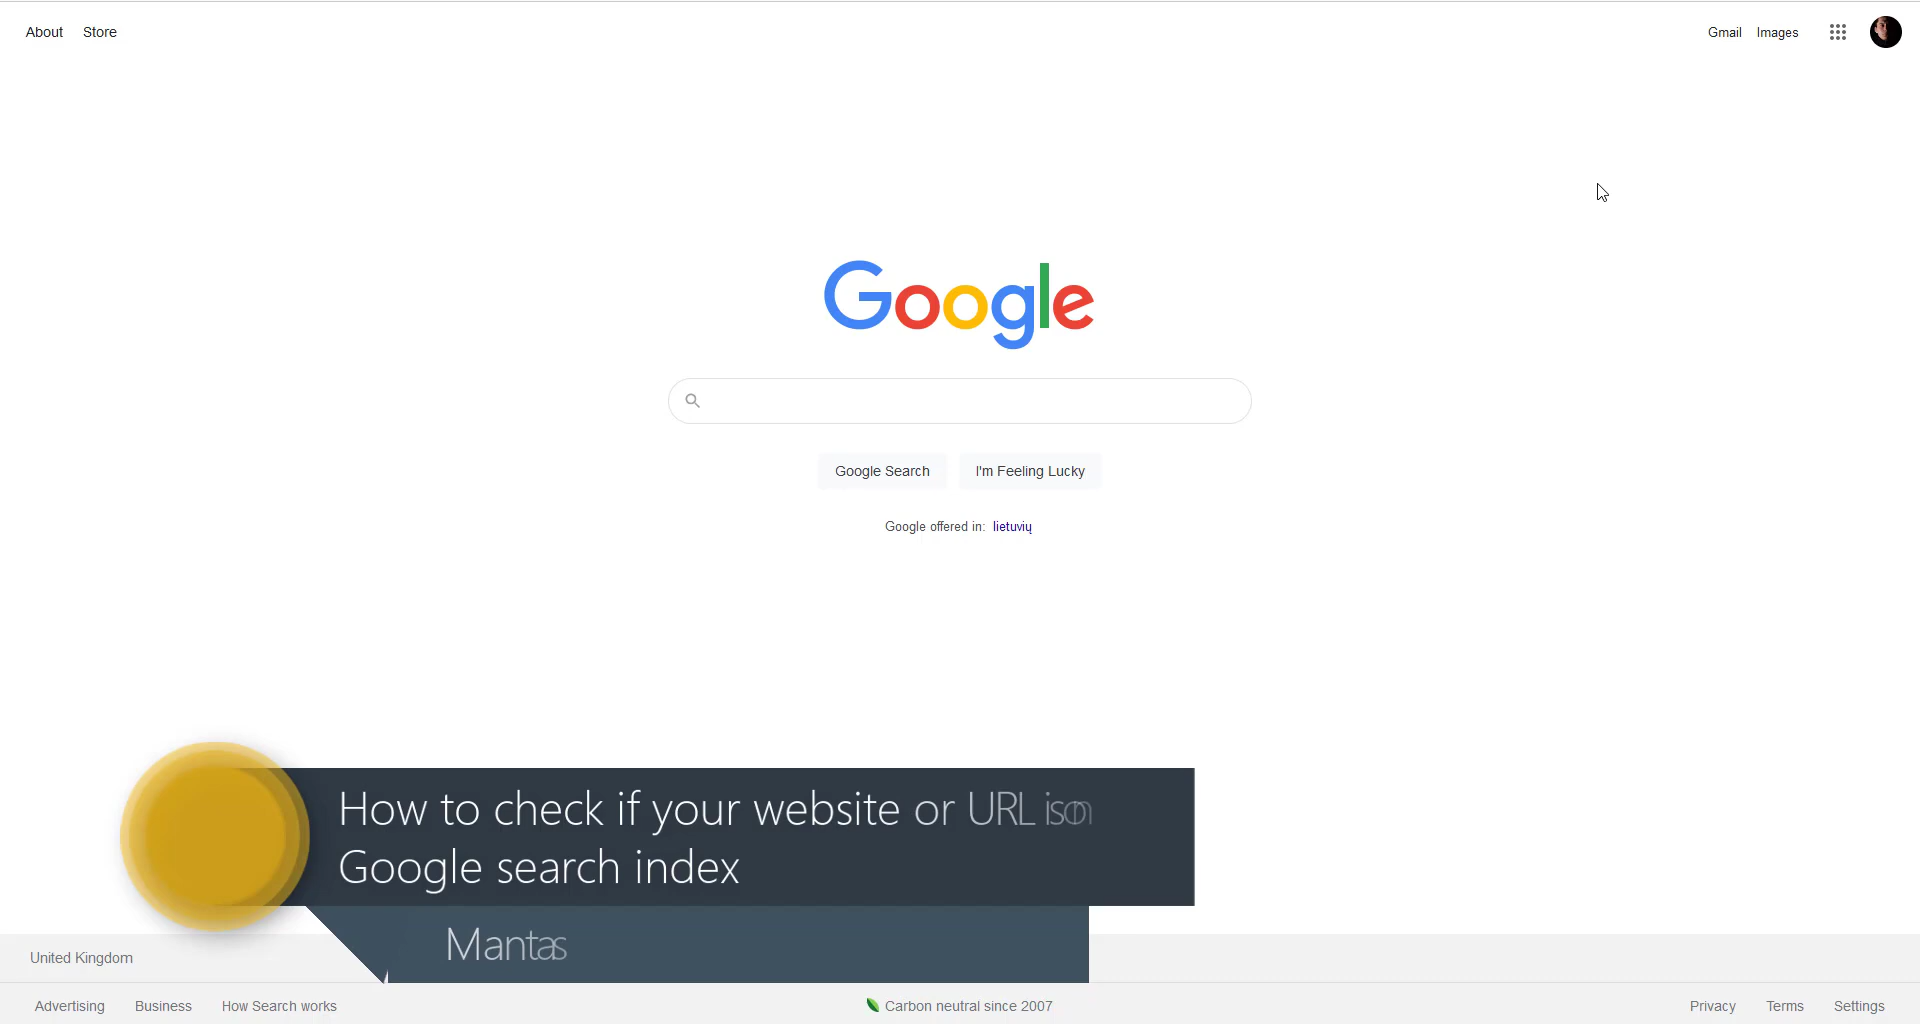 About Store
Gmail Images
Google
Google Search I'm Feeling Lucky
Google offered in: lietuvių
How to check if your website or URL is on
Google search index
Mantas
United Kingdom
Advertising Business How Search works
Carbon neutral since 2007
Privacy Terms Settings